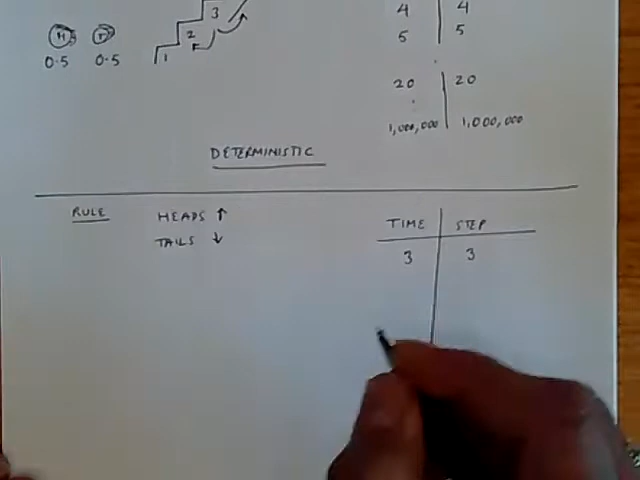 H T
0.5 0.5
1 2 3
4 4
5 5
20 20
1,000,000 1,000,000
DETERMINISTIC
RULE HEADS ↑
TAILS ↓
TIME STEP
3 3